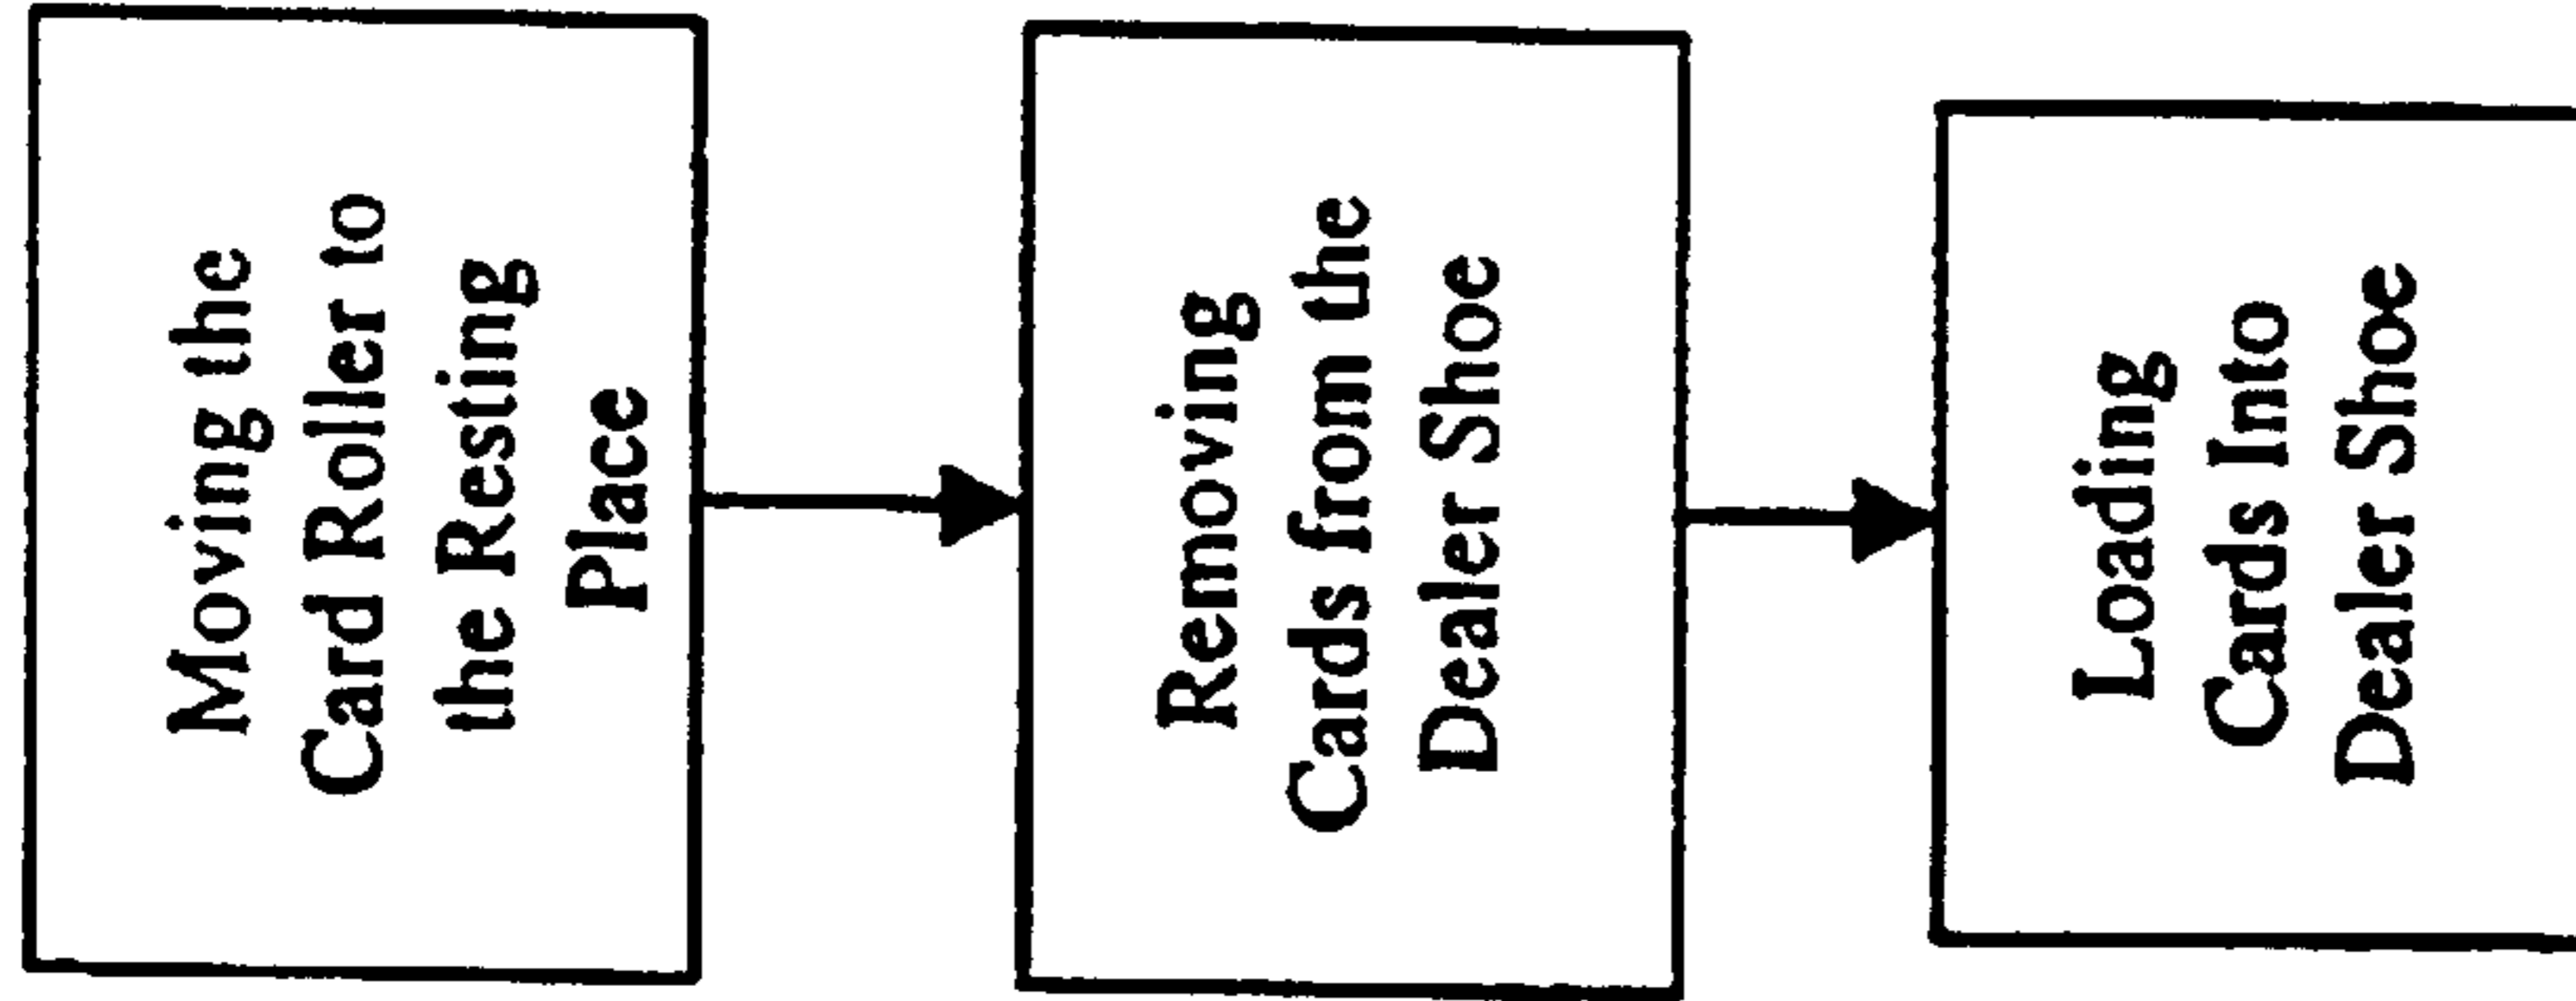 Moving the
Card Roller to
the Resting
Place
Removing
Cards from the
Dealer Shoe
Loading
Cards Into
Dealer Shoe